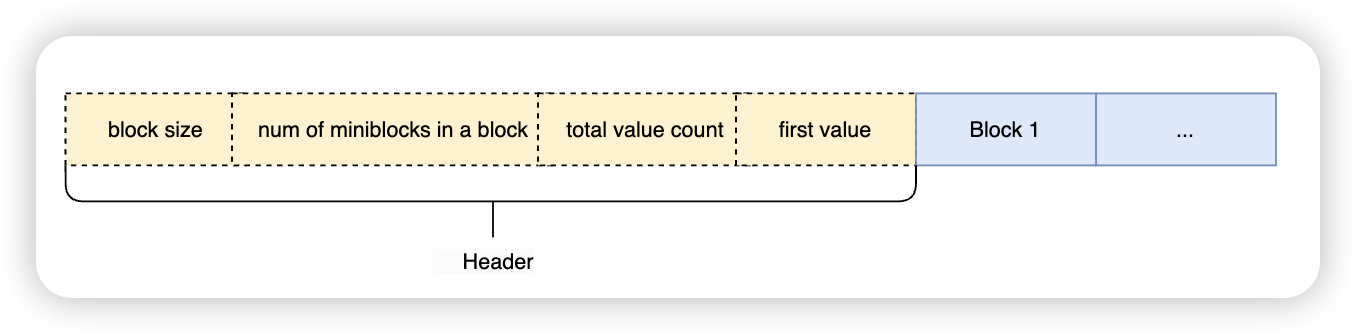 block size
num of miniblocks in a block
total value count
first value
Block 1
...
Header